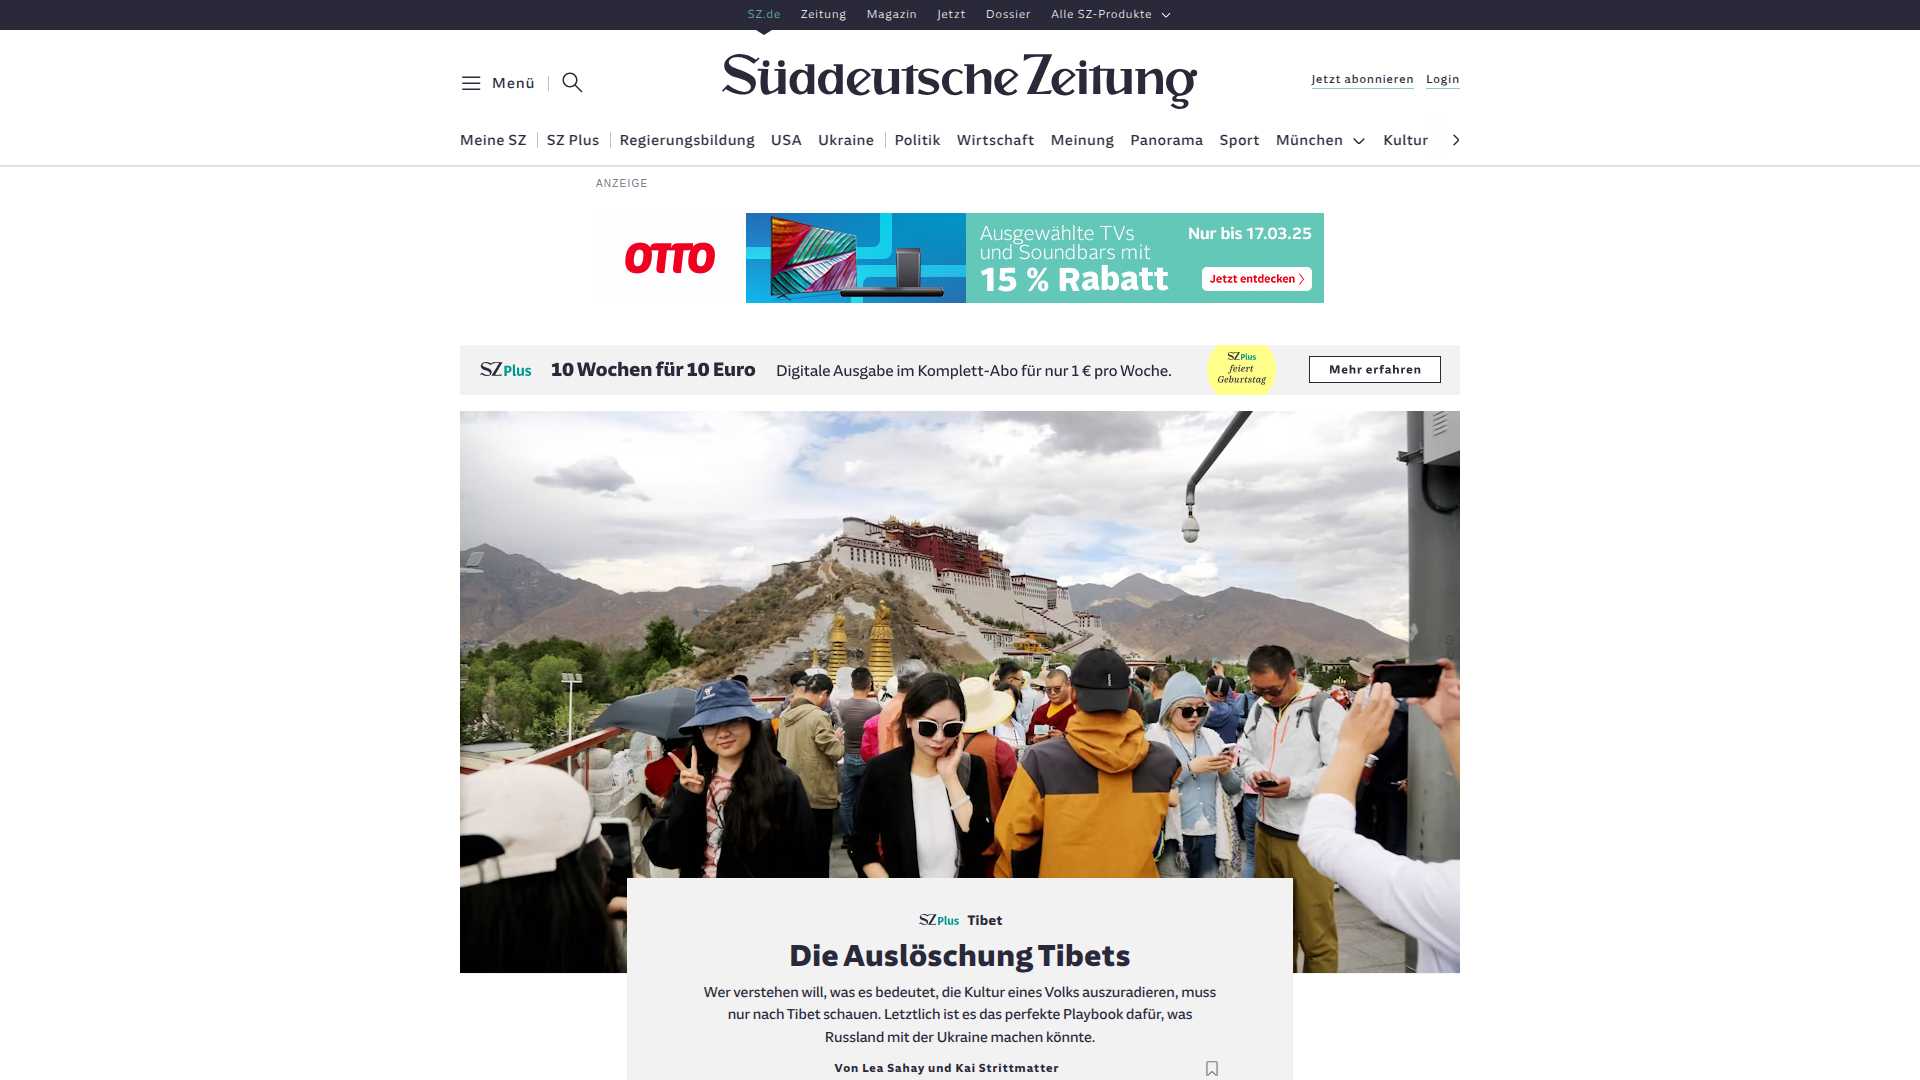 SZ.de Zeitung Magazin Jetzt Dossier Alle SZ-Produkte
Menü
Süddeutsche Zeitung
Jetzt abonnieren Login
Meine SZ SZ Plus Regierungsbildung USA Ukraine Politik Wirtschaft Meinung Panorama Sport München Kultur
ANZEIGE
OTTO
Ausgewählte TVs
und Soundbars mit
15 % Rabatt
Nur bis 17.03.25
Jetzt entdecken
SZ Plus 10 Wochen für 10 Euro Digitale Ausgabe im Komplett-Abo für nur 1 € pro Woche.
SZ Plus
feiert
Geburtstag
Mehr erfahren
SZ Plus Tibet
Die Auslöschung Tibets
Wer verstehen will, was es bedeutet, die Kultur eines Volks auszuradieren, muss
nur nach Tibet schauen. Letztlich ist es das perfekte Playbook dafür, was
Russland mit der Ukraine machen könnte.
Von Lea Sahay und Kai Strittmatter